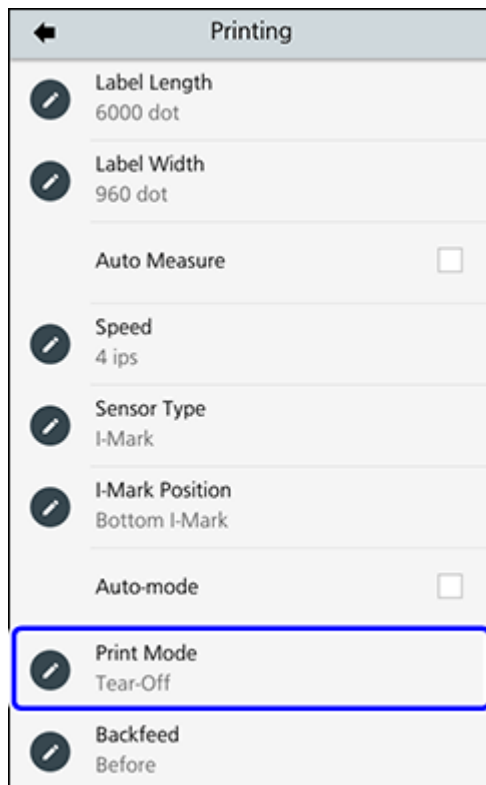 Printing
Label Length
6000 dot
Label Width
960 dot
Auto Measure
Speed
4 ips
Sensor Type
I-Mark
I-Mark Position
Bottom I-Mark
Auto-mode
Print Mode
Tear-Off
Backfeed
Before